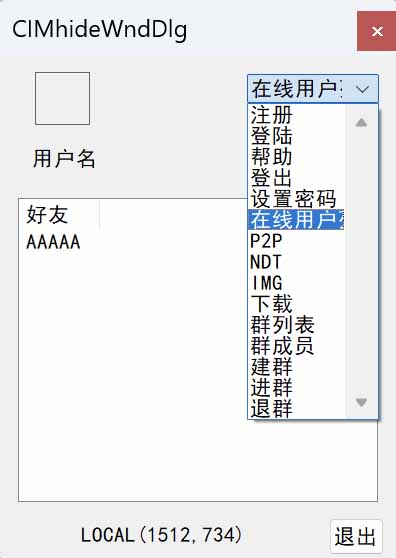 CIMhideWndDlg
在线用户
用户名
注册
登陆
帮助
登出
设置密码
在线用户
P2P
NDT
IMG
下载
群列表
群成员
建群
进群
退群
好友
AAAAA
LOCAL(1512,734)
退出